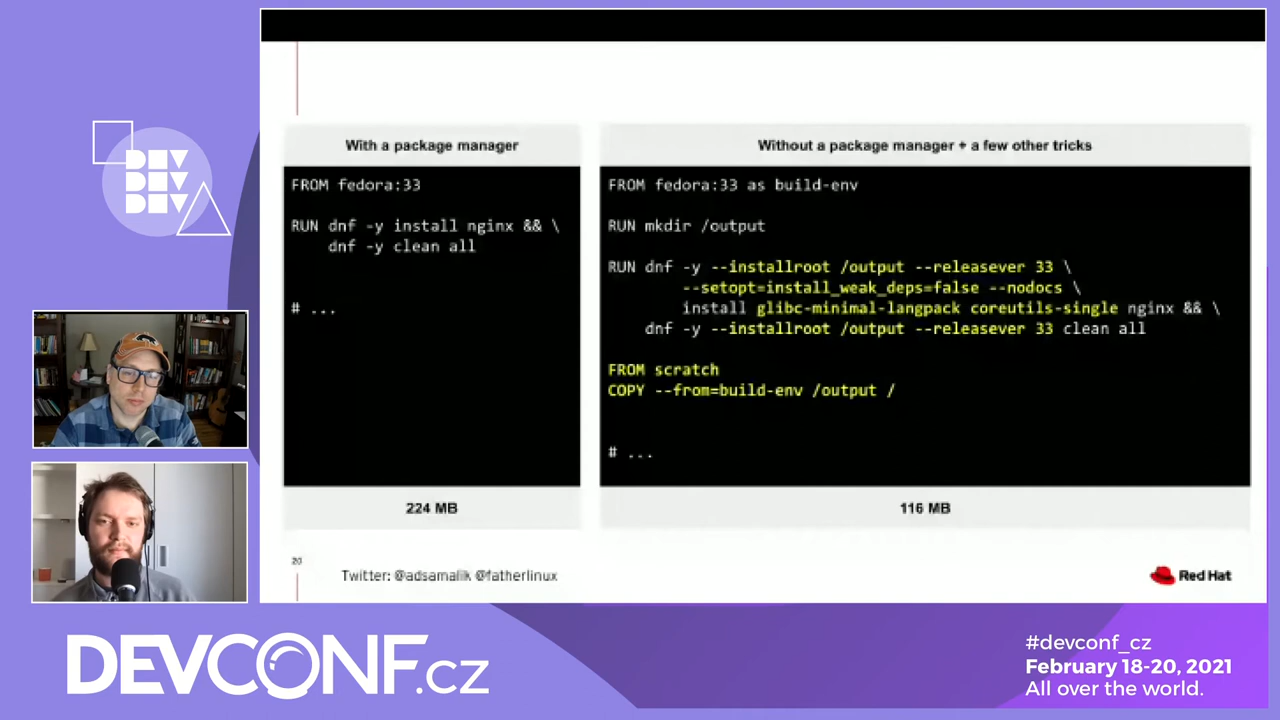 DEV
DEV
DEV
With a package manager
FROM fedora:33
RUN dnf -y install nginx && \
dnf -y clean all
# ...
224 MB
Without a package manager + a few other tricks
FROM fedora:33 as build-env
RUN mkdir /output
RUN dnf -y --installroot /output --releasever 33 \
--setopt=install_weak_deps=false --nodocs \
install glibc-minimal-langpack coreutils-single nginx && \
dnf -y --installroot /output --releasever 33 clean all
FROM scratch
COPY --from=build-env /output /
# ...
116 MB
20
Twitter: @adsamalik @fatherlinux
Red Hat
DEVCONF.cz
#devconf_cz
February 18-20, 2021
All over the world.